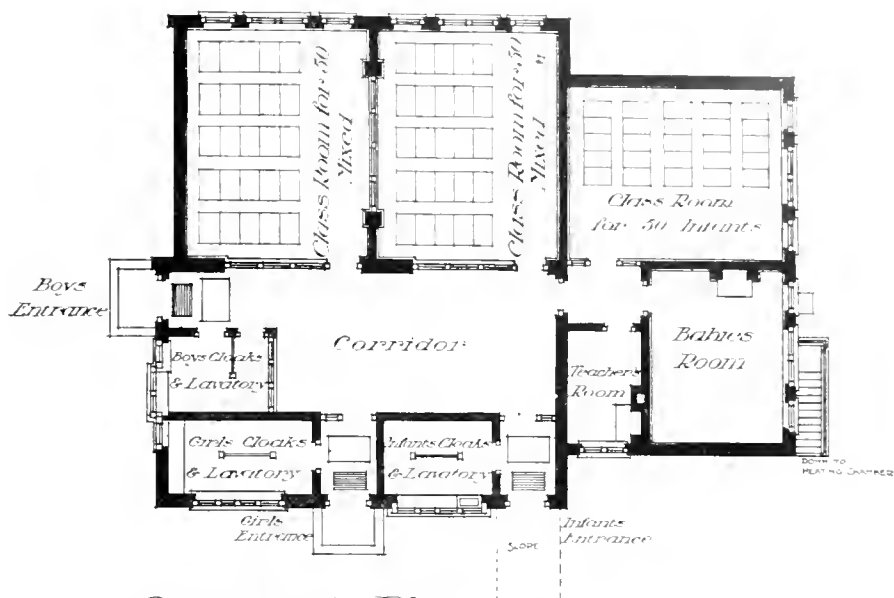 Class Room for 50
Mixed
Class Room for 50
Mixed
Class Room
for 50 Infants
Boys
Entrance
Boys Cloaks
& Lavatory
Corridor
Teacher's
Room
Babies
Room
Girls Cloaks
& Lavatory
Infants Cloaks
& Lavatory
DOWN TO
HEATING CHAMBER
Girls
Entrance
SLOPE
Infants
Entrance